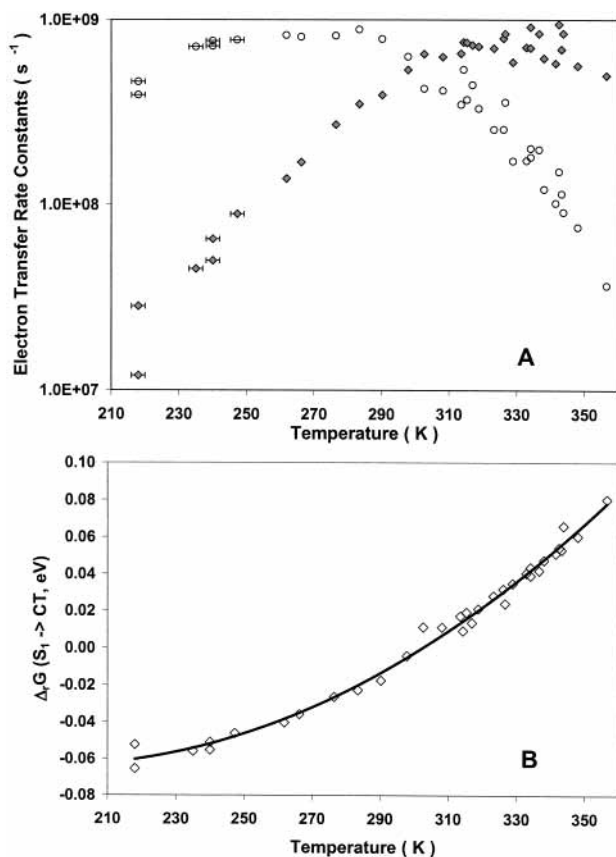 Electron Transfer Rate Constants ( s⁻¹ )
1.0E+09
1.0E+08
1.0E+07
A
210 230 250 270 290 310 330 350
Temperature ( K )
ΔᵣG (S₁ -> CT, eV)
0.10
0.08
0.06
0.04
0.02
0.00
-0.02
-0.04
-0.06
-0.08
B
210 230 250 270 290 310 330 350
Temperature ( K )